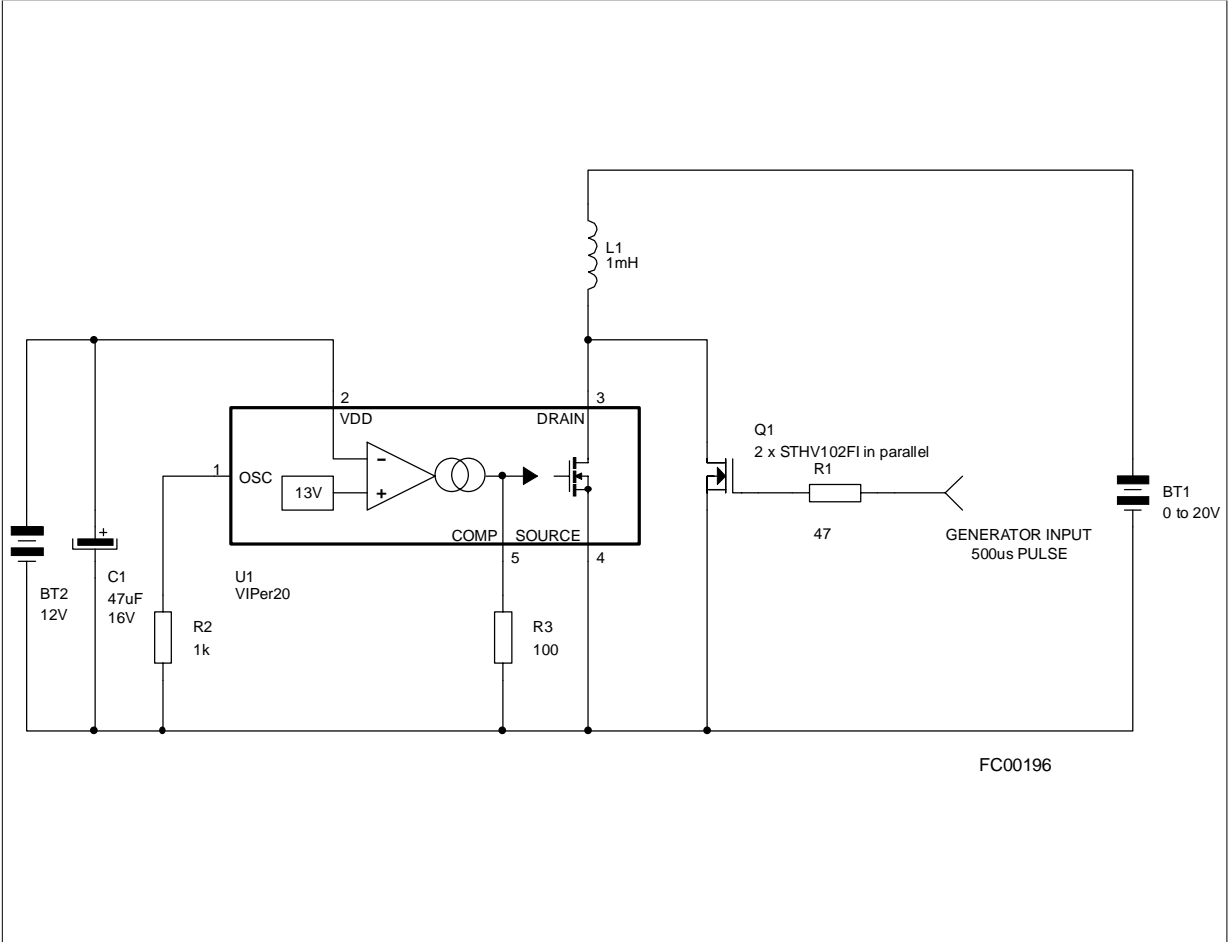 L1
1mH
2
VDD
3
DRAIN
1
OSC
13V
COMP
SOURCE
5
4
Q1
2 x STHV102FI in parallel
R1
47
GENERATOR INPUT
500us PULSE
BT1
0 to 20V
BT2
12V
C1
47uF
16V
+
-
+
U1
VIPer20
R2
1k
R3
100
FC00196